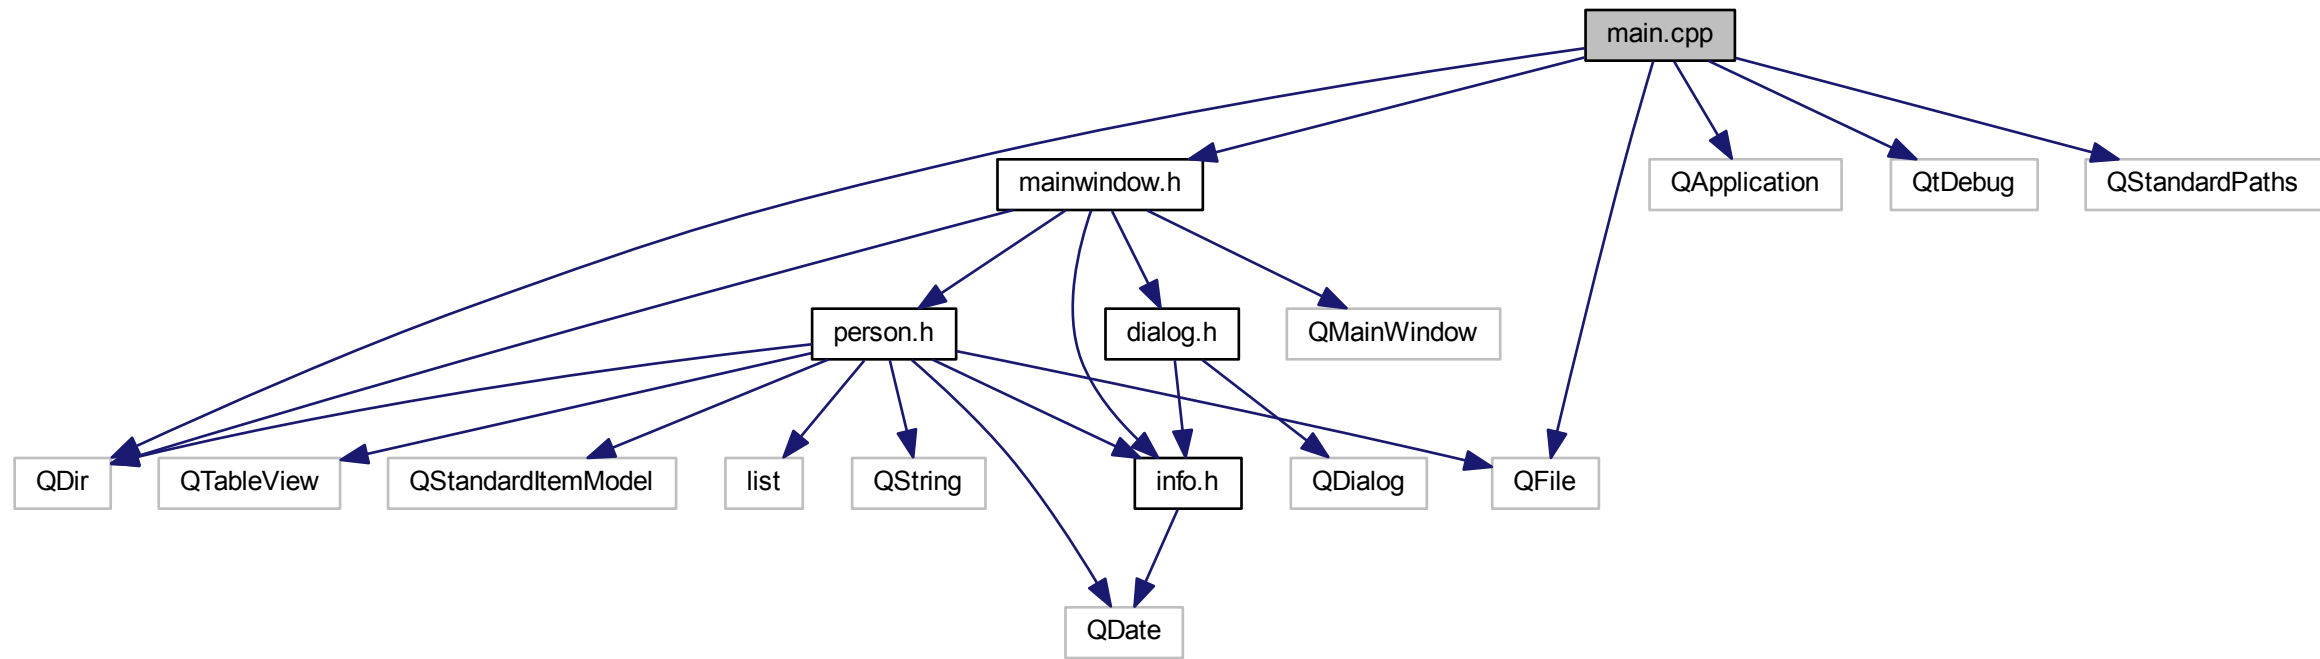 main.cpp
mainwindow.h
QApplication
QtDebug
QStandardPaths
person.h
dialog.h
QMainWindow
QDir
QTableView
QStandardItemModel
list
QString
info.h
QDialog
QFile
QDate